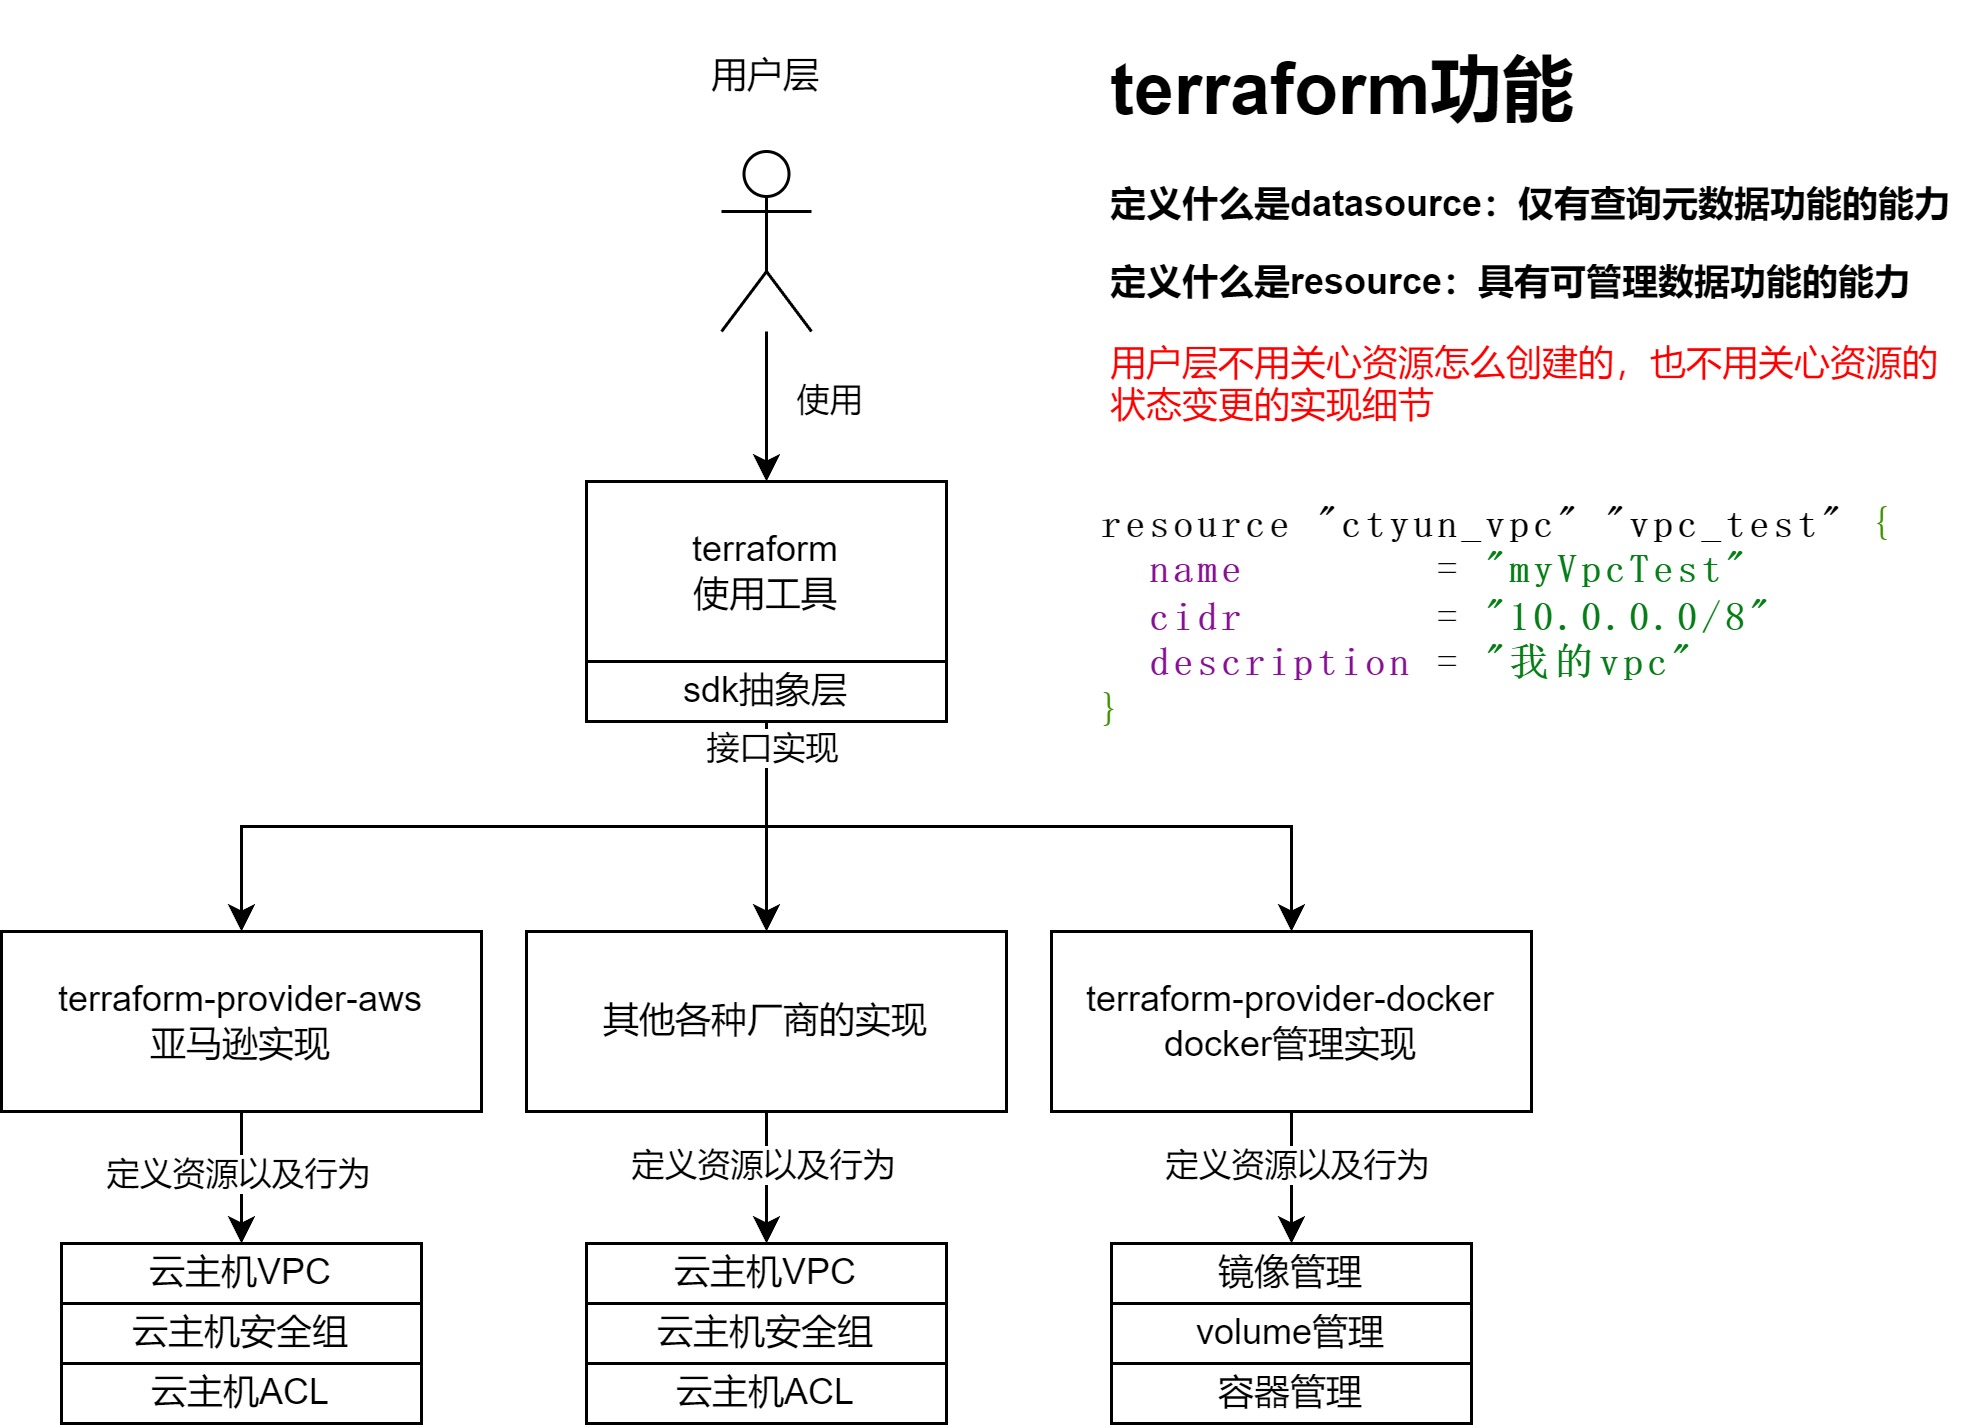 用户层
使用
terraform
使用工具
sdk抽象层
接口实现
terraform-provider-aws
亚马逊实现
其他各种厂商的实现
terraform-provider-docker
docker管理实现
定义资源以及行为
定义资源以及行为
定义资源以及行为
云主机VPC
云主机安全组
云主机ACL
云主机VPC
云主机安全组
云主机ACL
镜像管理
volume管理
容器管理
terraform功能
定义什么是datasource：仅有查询元数据功能的能力
定义什么是resource：具有可管理数据功能的能力
用户层不用关心资源怎么创建的，也不用关心资源的
状态变更的实现细节
resource "ctyun_vpc" "vpc_test" {
  name        = "myVpcTest"
  cidr        = "10.0.0.0/8"
  description = "我的vpc"
}